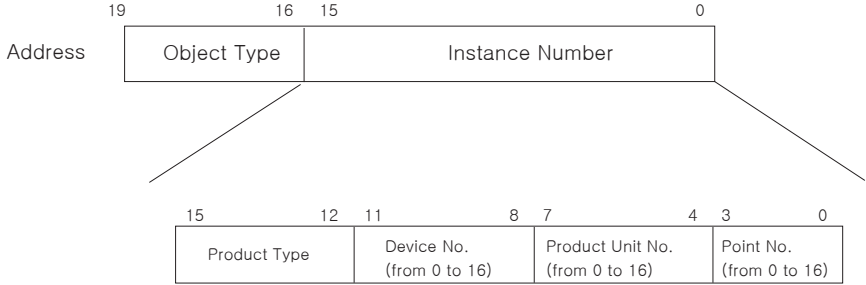 19 16 15 0
Address Object Type Instance Number
15 12 11 8 7 4 3 0
Product Type
Device No.
(from 0 to 16)
Product Unit No.
(from 0 to 16)
Point No.
(from 0 to 16)